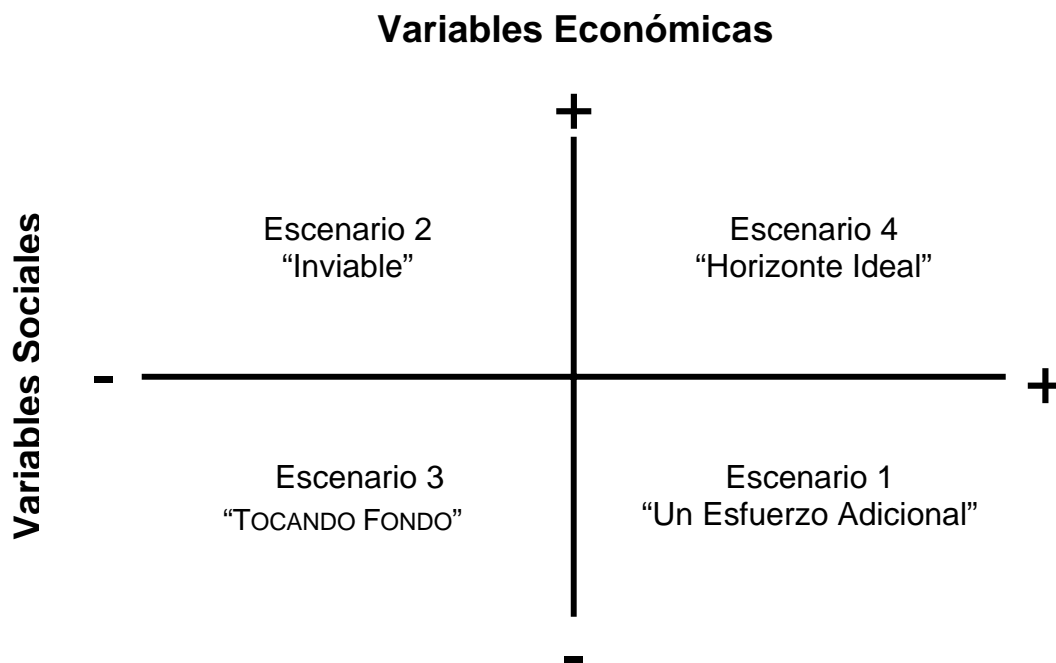 Variables Económicas
+
Variables Sociales
Escenario 2
“Inviable”
Escenario 4
“Horizonte Ideal”
-
+
Escenario 3
“TOCANDO FONDO”
Escenario 1
“Un Esfuerzo Adicional”
-